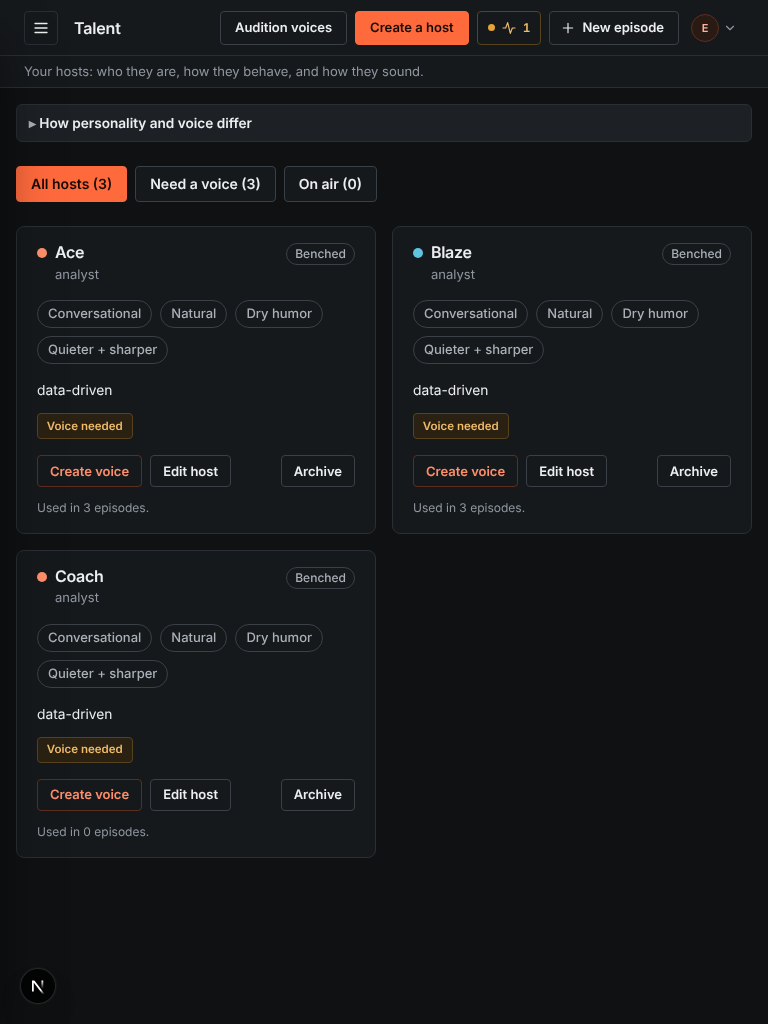 Talent
Audition voices
Create a host
1
+ New episode
E
Your hosts: who they are, how they behave, and how they sound.
▸ How personality and voice differ
All hosts (3)
Need a voice (3)
On air (0)
Ace
Benched
analyst
Conversational
Natural
Dry humor
Quieter + sharper
data-driven
Voice needed
Create voice
Edit host
Archive
Used in 3 episodes.
Blaze
Benched
analyst
Conversational
Natural
Dry humor
Quieter + sharper
data-driven
Voice needed
Create voice
Edit host
Archive
Used in 3 episodes.
Coach
Benched
analyst
Conversational
Natural
Dry humor
Quieter + sharper
data-driven
Voice needed
Create voice
Edit host
Archive
Used in 0 episodes.
N